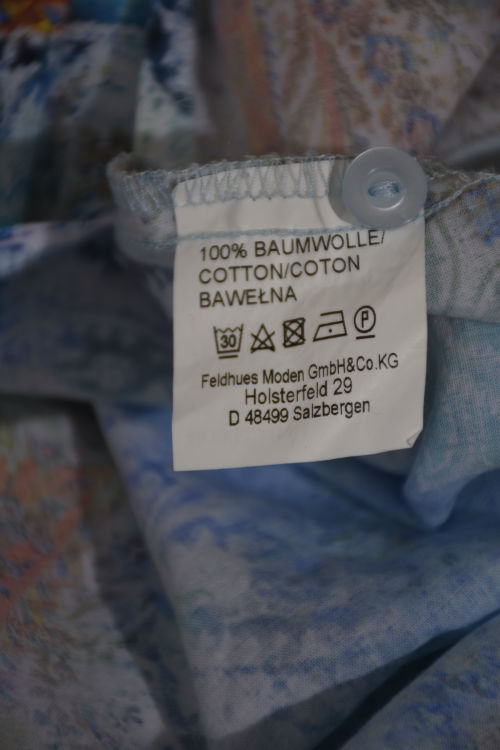 100% BAUMWOLLE/
COTTON/COTON
BAWEŁNA
30 P
Feldhues Moden GmbH&Co.KG
Holsterfeld 29
D 48499 Salzbergen